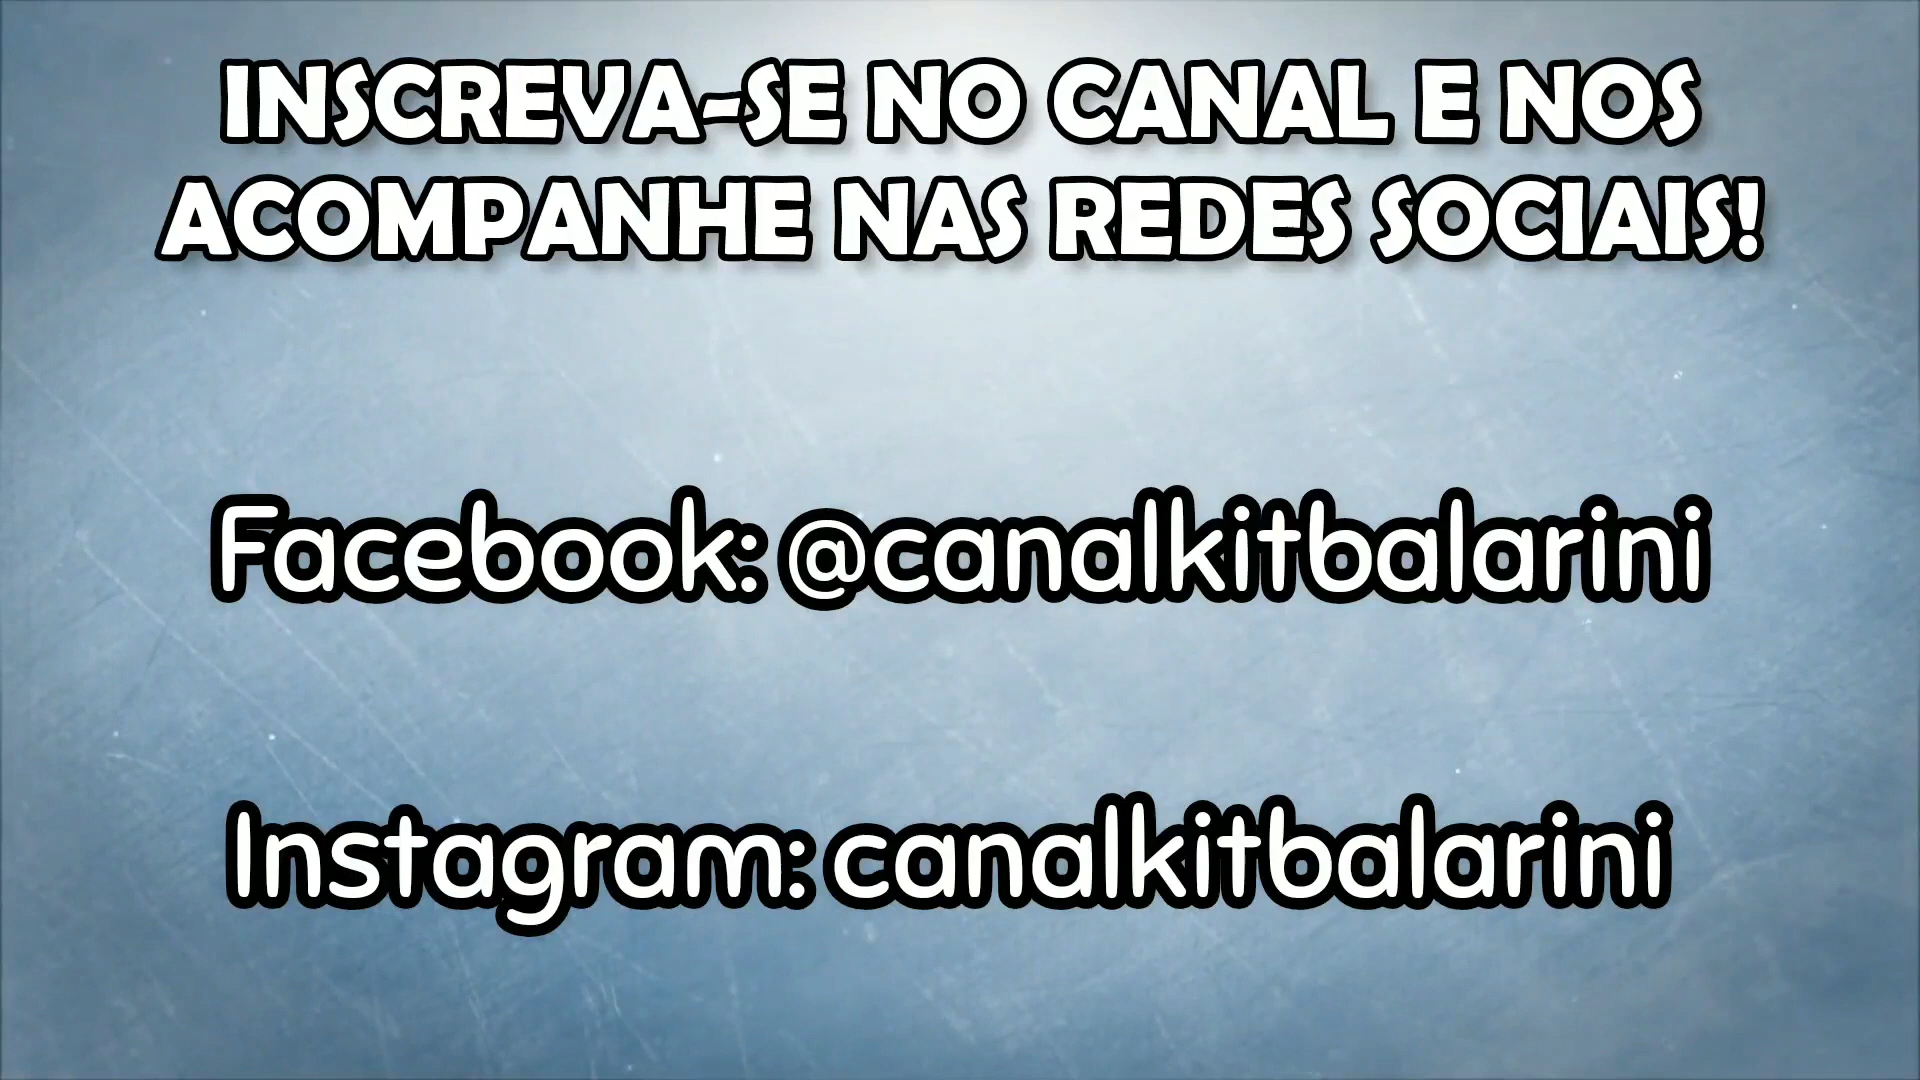 INSCREVA-SE NO CANAL E NOS
ACOMPANHE NAS REDES SOCIAIS!
Facebook: @canalkitbalarini
Instagram: canalkitbalarini